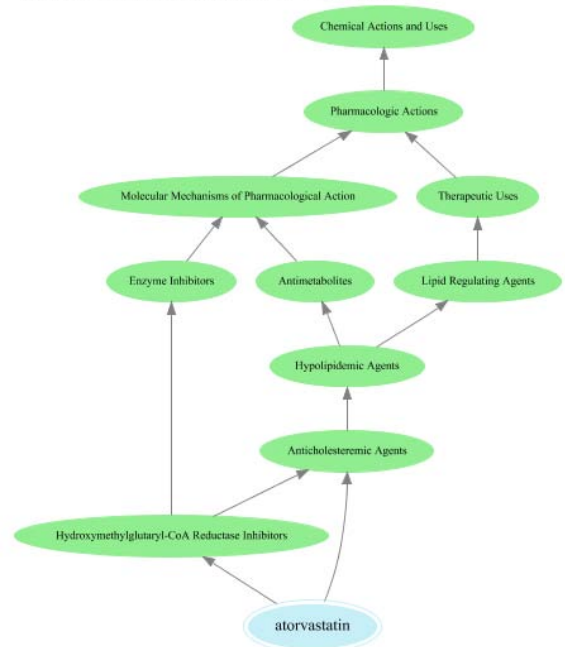 Chemical Actions and Uses
Pharmacologic Actions
Molecular Mechanisms of Pharmacological Action
Therapeutic Uses
Enzyme Inhibitors
Antimetabolites
Lipid Regulating Agents
Hypolipidemic Agents
Anticholesteremic Agents
Hydroxymethylglutaryl-CoA Reductase Inhibitors
atorvastatin